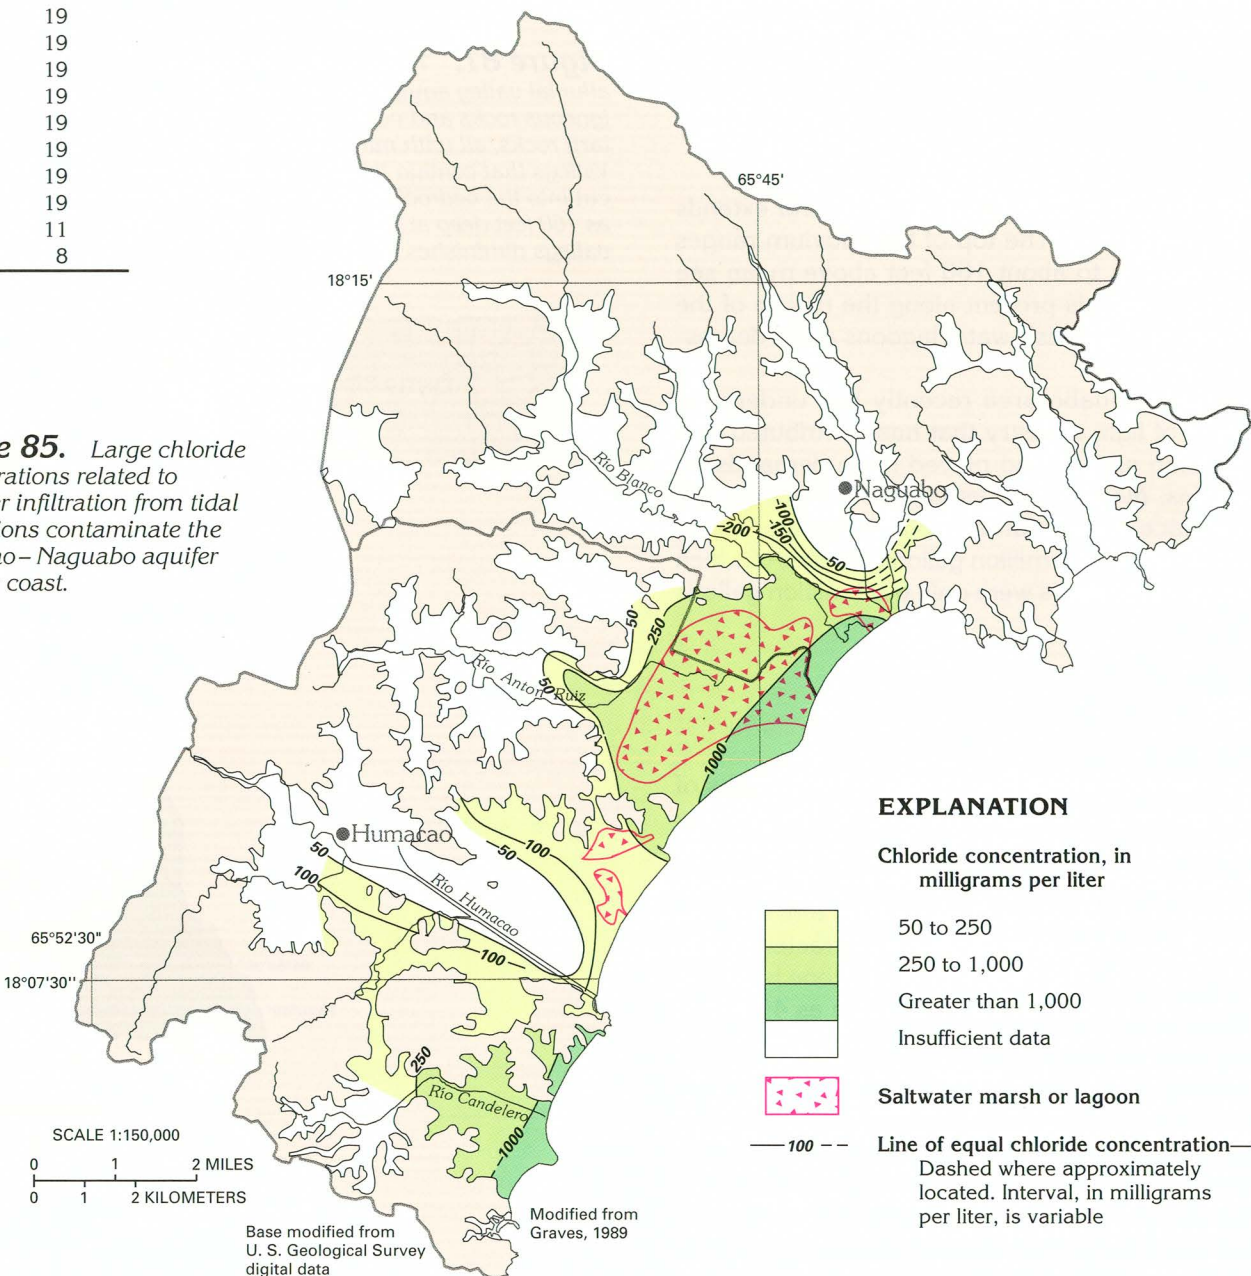 19
19
19
19
19
19
19
19
11
8
e 85. Large chloride
rations related to
r infiltration from tidal
ions contaminate the
ao–Naguabo aquifer
coast.
65°45'
18°15'
Río Blanco
Naguabo
100
200
150
50
50
250
50
Río Anton Ruiz
1000
Humacao
50
100
100
50
Río Humacao
100
65°52'30"
18°07'30"
250
Río Candelero
1000
EXPLANATION
Chloride concentration, in
milligrams per liter
50 to 250
250 to 1,000
Greater than 1,000
Insufficient data
Saltwater marsh or lagoon
100 Line of equal chloride concentration—
Dashed where approximately
located. Interval, in milligrams
per liter, is variable
SCALE 1:150,000
0 1 2 MILES
0 1 2 KILOMETERS
Base modified from
U. S. Geological Survey
digital data
Modified from
Graves, 1989